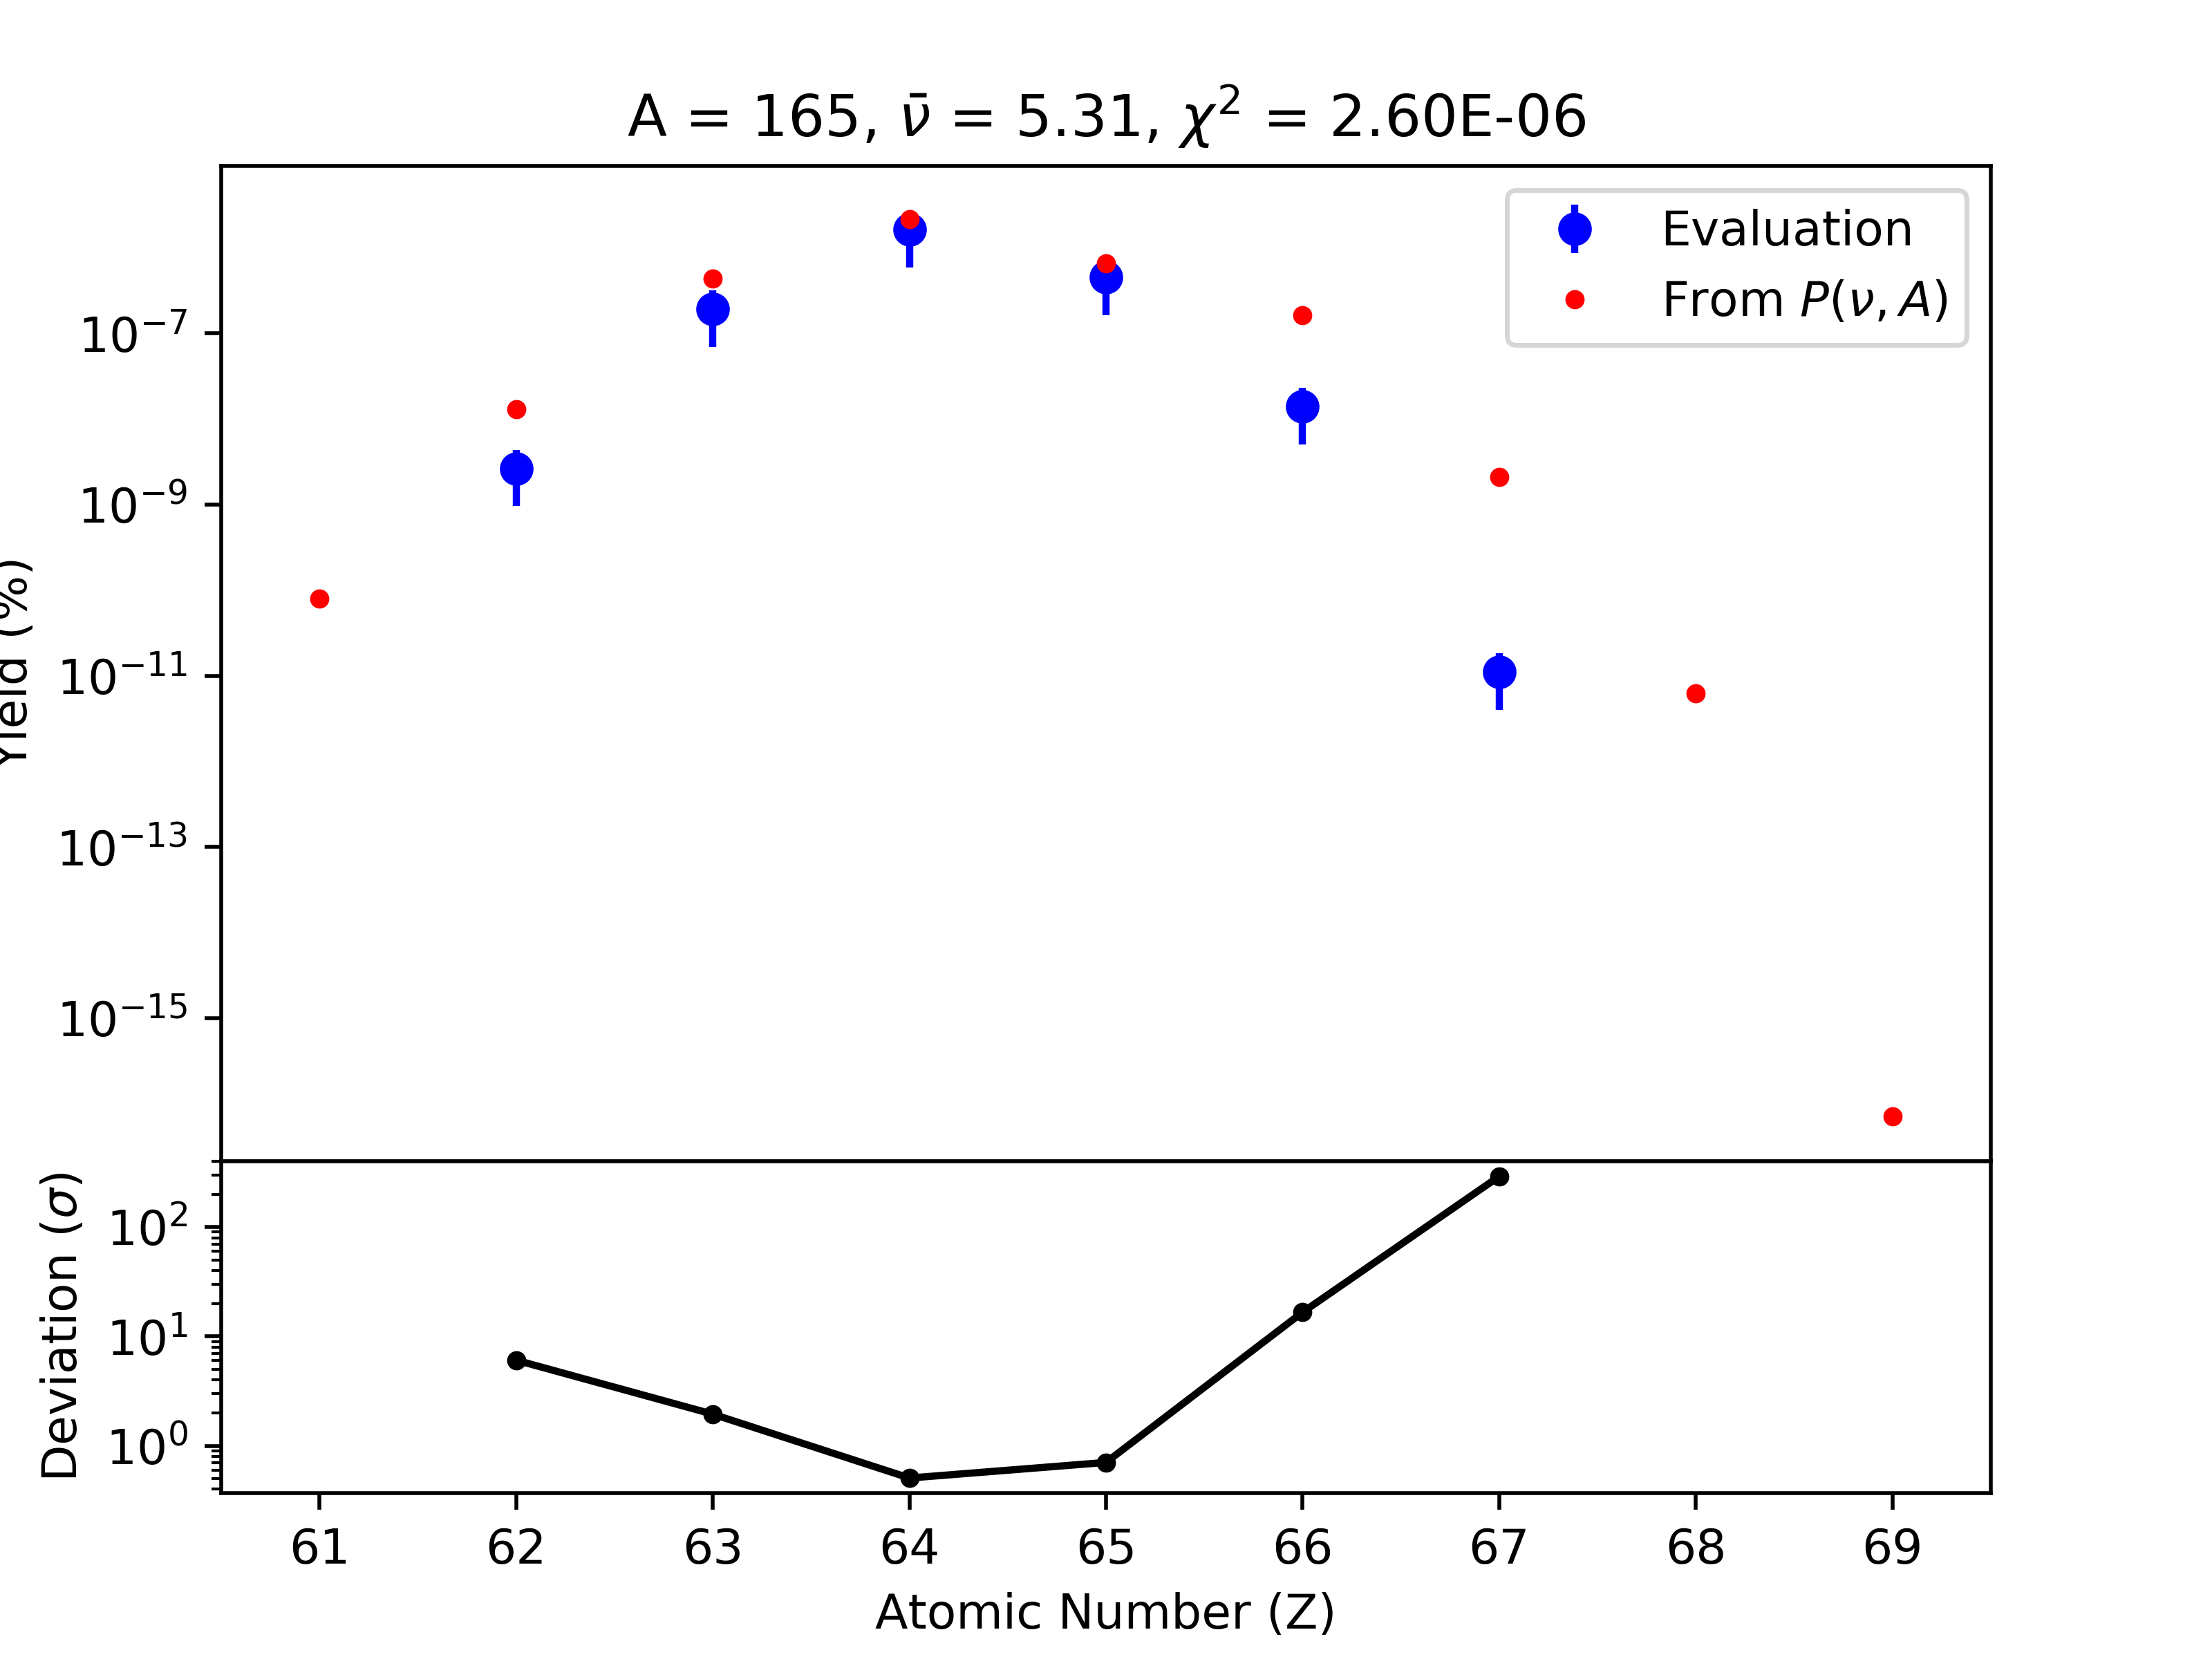 A = 165, ν̄ = 5.31, χ² = 2.60E-06
Evaluation
From P(ν, A)
Yield (%)
10⁻⁷
10⁻⁹
10⁻¹¹
10⁻¹³
10⁻¹⁵
Deviation (σ)
10²
10¹
10⁰
61 62 63 64 65 66 67 68 69
Atomic Number (Z)